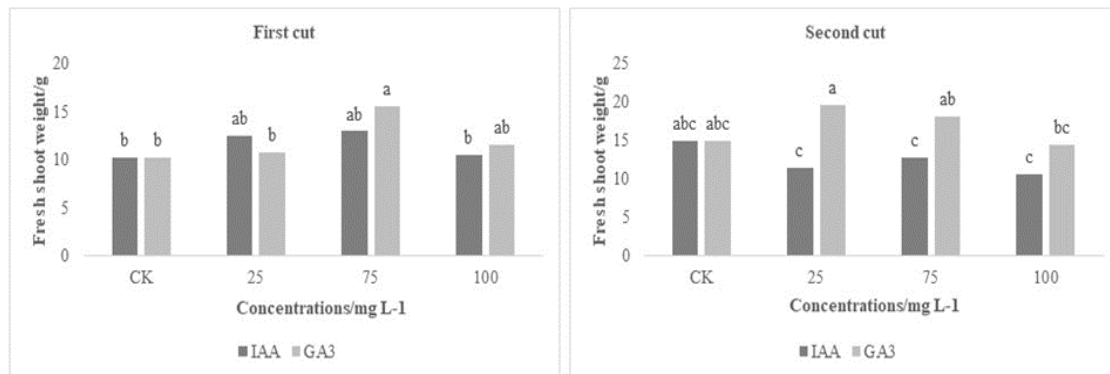 First cut
Fresh shoot weight/g
20
15
10
5
0
b b ab b ab a b ab
CK 25 75 100
Concentrations/mg L-1
IAA GA3
Second cut
Fresh shoot weight/g
25
20
15
10
5
0
abc abc c a c ab c bc
CK 25 75 100
Concentrations/mg L-1
IAA GA3